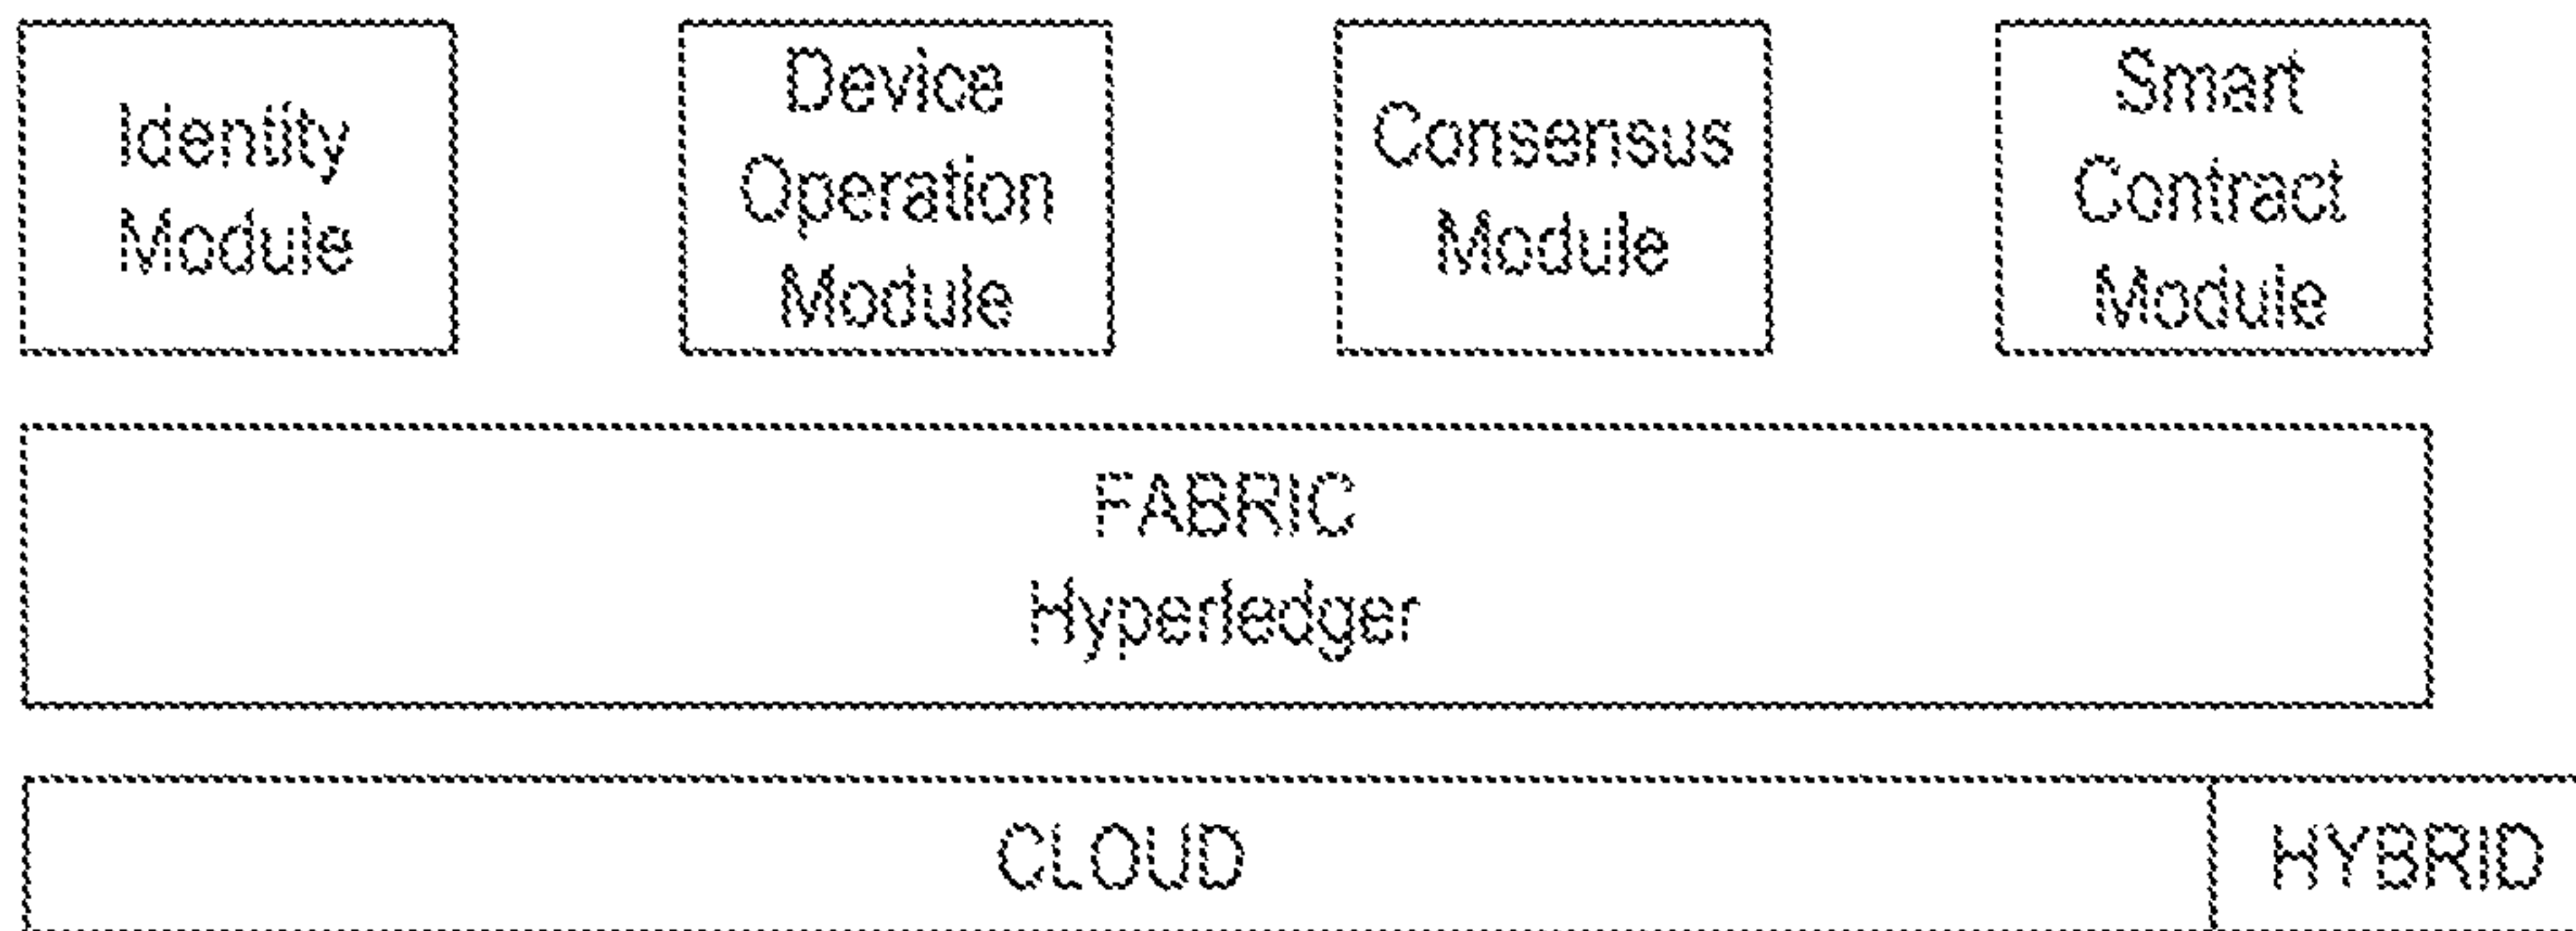 Identity
Module
Device
Operation
Module
Consensus
Module
Smart
Contract
Module
FABRIC
Hyperledger
CLOUD
HYBRID